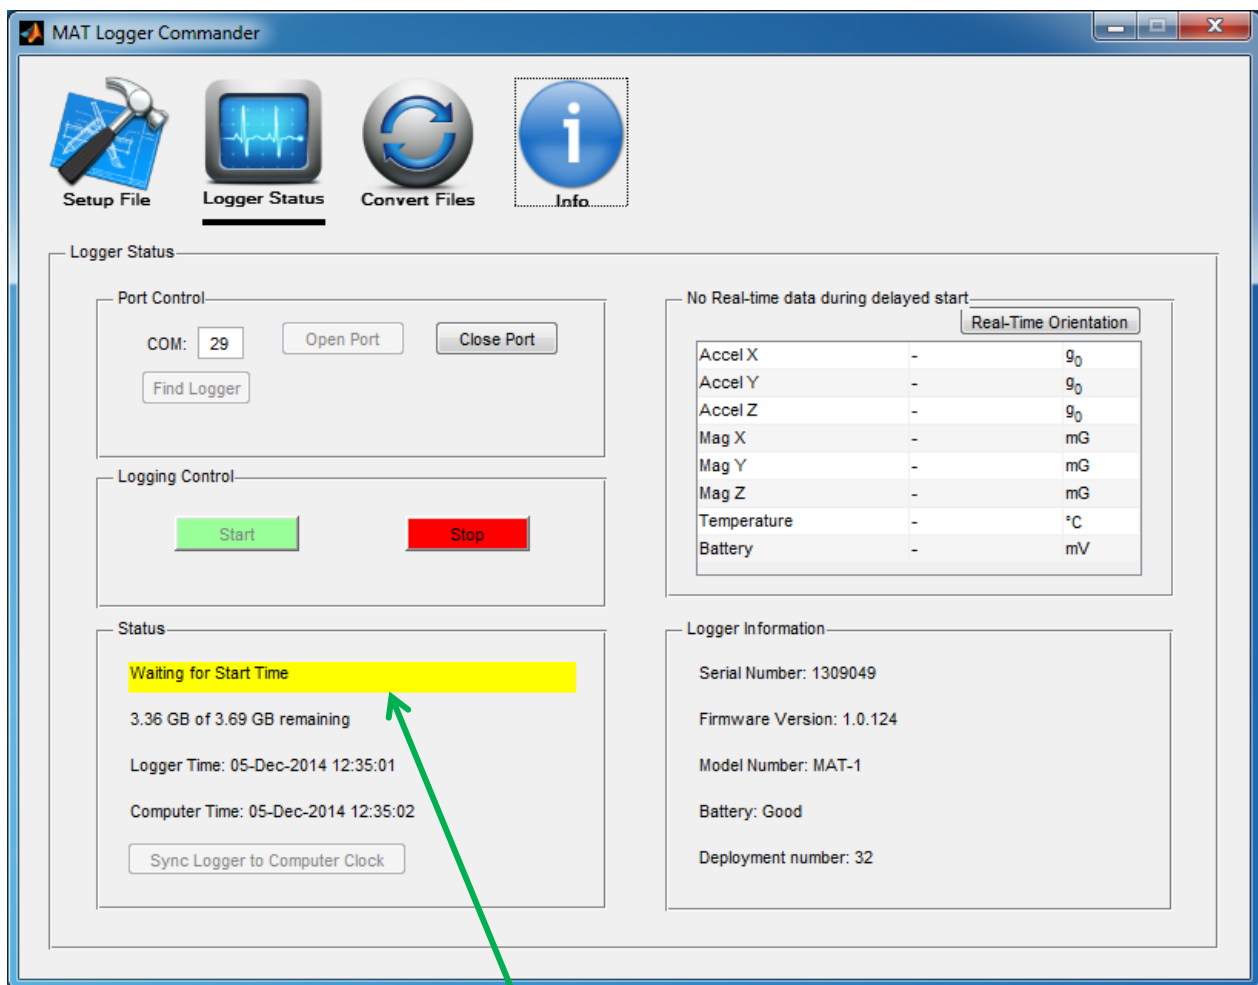 MAT Logger Commander
Setup File
Logger Status
Convert Files
Info
Logger Status
Port Control
COM: 29 Open Port Close Port
Find Logger
Logging Control
Start Stop
Status
Waiting for Start Time
3.36 GB of 3.69 GB remaining
Logger Time: 05-Dec-2014 12:35:01
Computer Time: 05-Dec-2014 12:35:02
Sync Logger to Computer Clock
No Real-time data during delayed start
Real-Time Orientation
Accel X - g0
Accel Y - g0
Accel Z - g0
Mag X - mG
Mag Y - mG
Mag Z - mG
Temperature - °C
Battery - mV
Logger Information
Serial Number: 1309049
Firmware Version: 1.0.124
Model Number: MAT-1
Battery: Good
Deployment number: 32